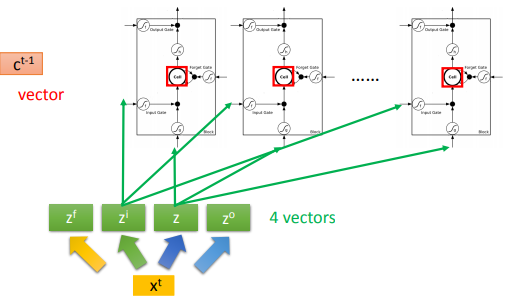 Output Gate
Output Gate
Output Gate
c^t-1
Forget Gate
Forget Gate
Forget Gate
Cell
Cell
Cell
......
vector
Input Gate
Input Gate
Input Gate
Block
Block
Block
z^f
z^i
z
z^o
4 vectors
x^t